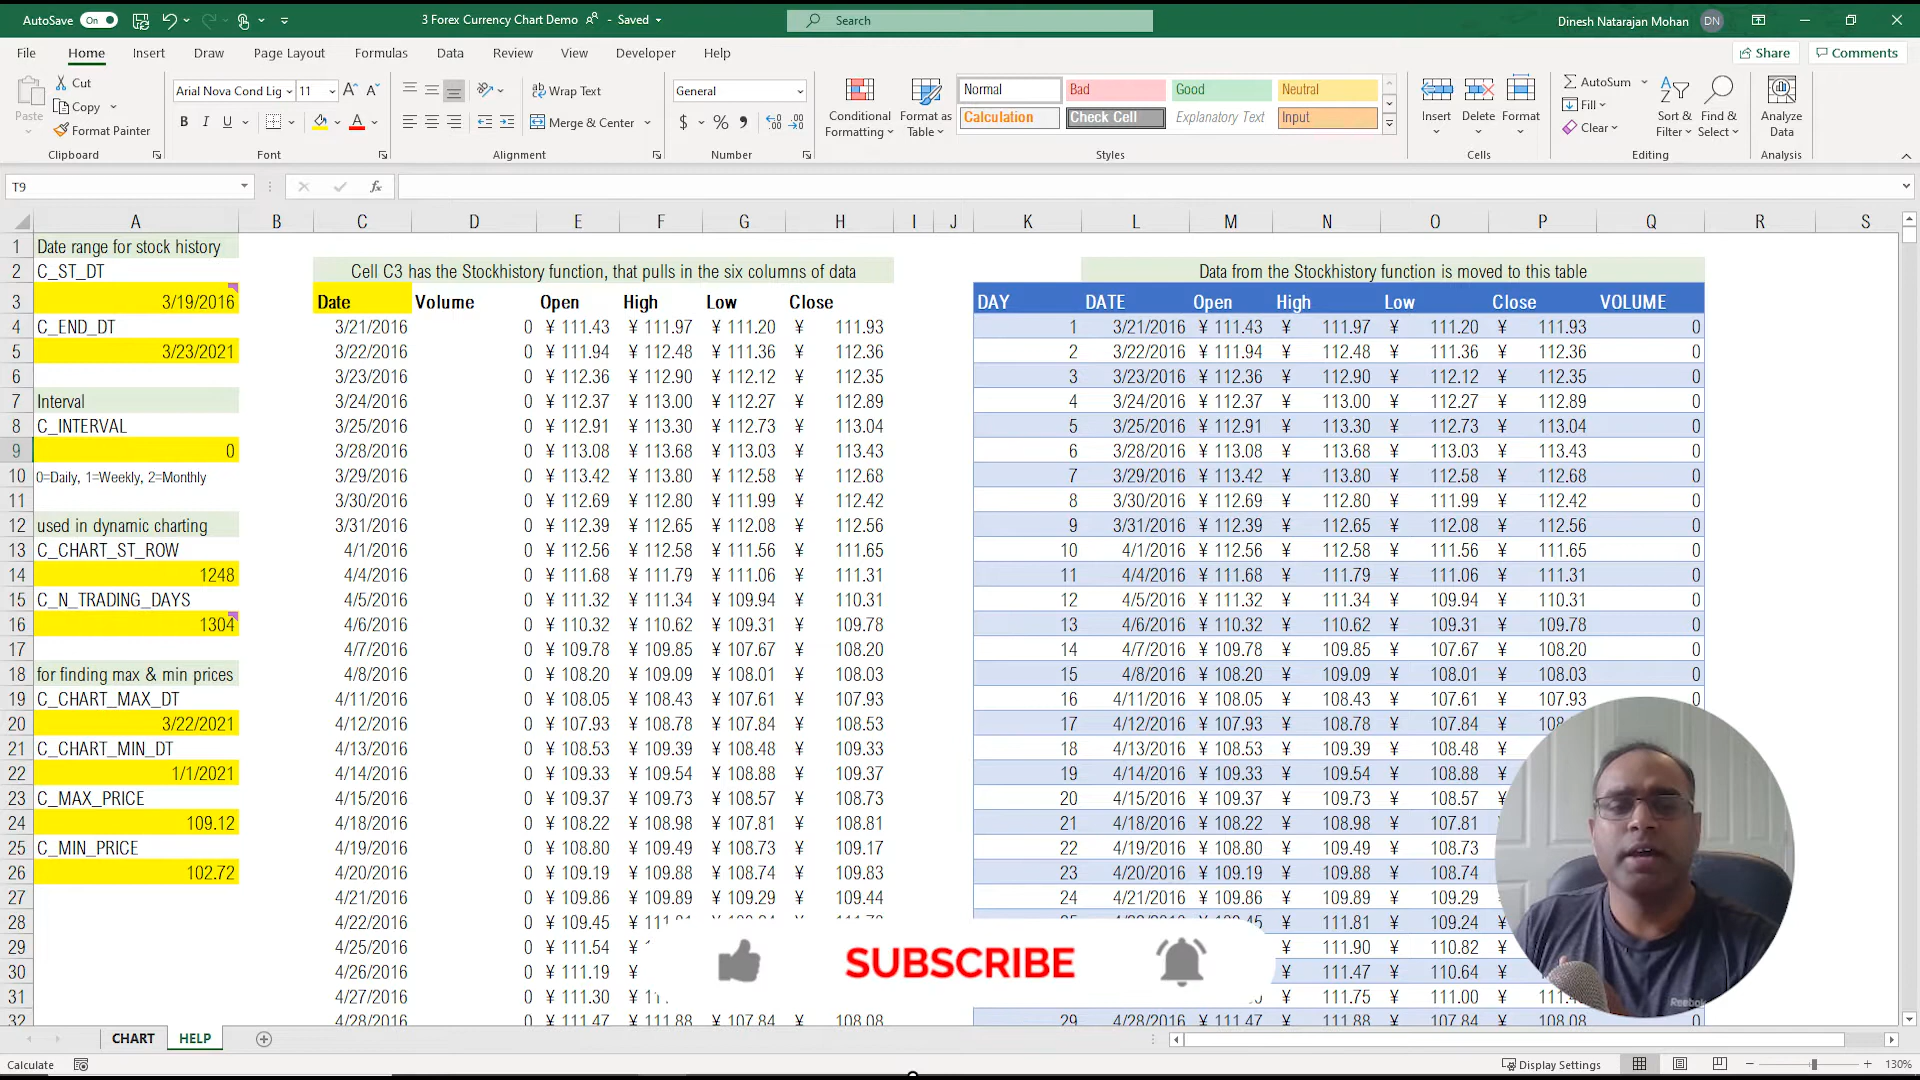 AutoSave On 3 Forex Currency Chart Demo - Saved Search Dinesh Natarajan Mohan DN
File Home Insert Draw Page Layout Formulas Data Review View Developer Help Share Comments
Paste Cut Copy Format Painter Clipboard
Arial Nova Cond Lig 11 B I U A Font
Wrap Text Merge & Center Alignment
General $ % Number
Conditional Formatting Format as Table
Normal Bad Good Neutral
Calculation Check Cell Explanatory Text Input
Styles
Insert Delete Format Cells
AutoSum Fill Clear Sort & Filter Find & Select Editing
Analyze Data Analysis
T9 fx
A B C D E F G H I J K L M N O P Q R S
1 Date range for stock history
2 C_ST_DT Cell C3 has the Stockhistory function, that pulls in the six columns of data Data from the Stockhistory function is moved to this table
3 3/19/2016 Date Volume Open High Low Close DAY DATE Open High Low Close VOLUME
4 C_END_DT 3/21/2016 0 ¥ 111.43 ¥ 111.97 ¥ 111.20 ¥ 111.93 1 3/21/2016 ¥ 111.43 ¥ 111.97 ¥ 111.20 ¥ 111.93 0
5 3/23/2021 3/22/2016 0 ¥ 111.94 ¥ 112.48 ¥ 111.36 ¥ 112.36 2 3/22/2016 ¥ 111.94 ¥ 112.48 ¥ 111.36 ¥ 112.36 0
6 3/23/2016 0 ¥ 112.36 ¥ 112.90 ¥ 112.12 ¥ 112.35 3 3/23/2016 ¥ 112.36 ¥ 112.90 ¥ 112.12 ¥ 112.35 0
7 Interval 3/24/2016 0 ¥ 112.37 ¥ 113.00 ¥ 112.27 ¥ 112.89 4 3/24/2016 ¥ 112.37 ¥ 113.00 ¥ 112.27 ¥ 112.89 0
8 C_INTERVAL 3/25/2016 0 ¥ 112.91 ¥ 113.30 ¥ 112.73 ¥ 113.04 5 3/25/2016 ¥ 112.91 ¥ 113.30 ¥ 112.73 ¥ 113.04 0
9 0 3/28/2016 0 ¥ 113.08 ¥ 113.68 ¥ 113.03 ¥ 113.43 6 3/28/2016 ¥ 113.08 ¥ 113.68 ¥ 113.03 ¥ 113.43 0
10 0=Daily, 1=Weekly, 2=Monthly 3/29/2016 0 ¥ 113.42 ¥ 113.80 ¥ 112.58 ¥ 112.68 7 3/29/2016 ¥ 113.42 ¥ 113.80 ¥ 112.58 ¥ 112.68 0
11 3/30/2016 0 ¥ 112.69 ¥ 112.80 ¥ 111.99 ¥ 112.42 8 3/30/2016 ¥ 112.69 ¥ 112.80 ¥ 111.99 ¥ 112.42 0
12 used in dynamic charting 3/31/2016 0 ¥ 112.39 ¥ 112.65 ¥ 112.08 ¥ 112.56 9 3/31/2016 ¥ 112.39 ¥ 112.65 ¥ 112.08 ¥ 112.56 0
13 C_CHART_ST_ROW 4/1/2016 0 ¥ 112.56 ¥ 112.58 ¥ 111.56 ¥ 111.65 10 4/1/2016 ¥ 112.56 ¥ 112.58 ¥ 111.56 ¥ 111.65 0
14 1248 4/4/2016 0 ¥ 111.68 ¥ 111.79 ¥ 111.06 ¥ 111.31 11 4/4/2016 ¥ 111.68 ¥ 111.79 ¥ 111.06 ¥ 111.31 0
15 C_N_TRADING_DAYS 4/5/2016 0 ¥ 111.32 ¥ 111.34 ¥ 109.94 ¥ 110.31 12 4/5/2016 ¥ 111.32 ¥ 111.34 ¥ 109.94 ¥ 110.31 0
16 1304 4/6/2016 0 ¥ 110.32 ¥ 110.62 ¥ 109.31 ¥ 109.78 13 4/6/2016 ¥ 110.32 ¥ 110.62 ¥ 109.31 ¥ 109.78 0
17 4/7/2016 0 ¥ 109.78 ¥ 109.85 ¥ 107.67 ¥ 108.20 14 4/7/2016 ¥ 109.78 ¥ 109.85 ¥ 107.67 ¥ 108.20 0
18 for finding max & min prices 4/8/2016 0 ¥ 108.20 ¥ 109.09 ¥ 108.01 ¥ 108.03 15 4/8/2016 ¥ 108.20 ¥ 109.09 ¥ 108.01 ¥ 108.03 0
19 C_CHART_MAX_DT 4/11/2016 0 ¥ 108.05 ¥ 108.43 ¥ 107.61 ¥ 107.93 16 4/11/2016 ¥ 108.05 ¥ 108.43 ¥ 107.61 ¥ 107.93 0
20 3/22/2021 4/12/2016 0 ¥ 107.93 ¥ 108.78 ¥ 107.84 ¥ 108.53 17 4/12/2016 ¥ 107.93 ¥ 108.78 ¥ 107.84 ¥
21 C_CHART_MIN_DT 4/13/2016 0 ¥ 108.53 ¥ 109.39 ¥ 108.48 ¥ 109.33 18 4/13/2016 ¥ 108.53 ¥ 109.39 ¥ 108.48 ¥
22 1/1/2021 4/14/2016 0 ¥ 109.33 ¥ 109.54 ¥ 108.88 ¥ 109.37 19 4/14/2016 ¥ 109.33 ¥ 109.54 ¥ 108.88 ¥
23 C_MAX_PRICE 4/15/2016 0 ¥ 109.37 ¥ 109.73 ¥ 108.57 ¥ 108.73 20 4/15/2016 ¥ 109.37 ¥ 109.73 ¥ 108.57 ¥
24 109.12 4/18/2016 0 ¥ 108.22 ¥ 108.98 ¥ 107.81 ¥ 108.81 21 4/18/2016 ¥ 108.22 ¥ 108.98 ¥ 107.81
25 C_MIN_PRICE 4/19/2016 0 ¥ 108.80 ¥ 109.49 ¥ 108.73 ¥ 109.17 22 4/19/2016 ¥ 108.80 ¥ 109.49 ¥ 108.73
26 102.72 4/20/2016 0 ¥ 109.19 ¥ 109.88 ¥ 108.74 ¥ 109.83 23 4/20/2016 ¥ 109.19 ¥ 109.88 ¥ 108.74
27 4/21/2016 0 ¥ 109.86 ¥ 109.89 ¥ 109.29 ¥ 109.44 24 4/21/2016 ¥ 109.86 ¥ 109.89 ¥ 109.29
28 4/22/2016 0 ¥ 109.45 ¥ ¥ 111.81 ¥ 109.24
29 4/25/2016 0 ¥ 111.54 ¥ ¥ 111.90 ¥ 110.82
30 4/26/2016 0 ¥ 111.19 ¥ ¥ 111.47 ¥ 110.64
31 4/27/2016 0 ¥ 111.30 ¥ ¥ 111.75 ¥ 111.00 ¥
32 4/28/2016 0 ¥ 111.47 ¥ 111.88 ¥ 107.84 ¥ 108.08 29 4/28/2016 ¥ 111.47 ¥ 111.88 ¥ 107.84 ¥ 108.08 0
SUBSCRIBE
Reebok
CHART HELP
Calculate Display Settings 130%